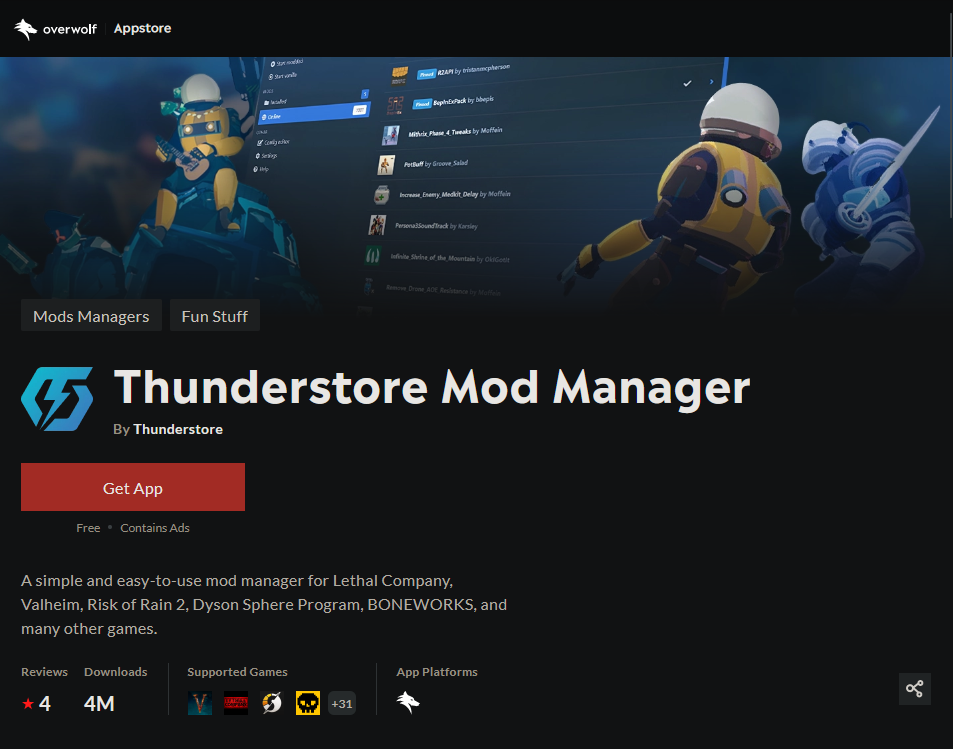 overwolf
Appstore
Start modded
Start vanilla
Installed
Online
Config editor
Settings
Help
Pinned R2API by tristanmcpherson
Pinned BepInExPack by bbepis
Mithrix_Phase_4_Tweaks by Moffein
PotBuff by Groove_Salad
Increase_Enemy_Medkit_Delay by Moffein
Persona3SoundTrack by Karsley
Infinite_Shrine_of_the_Mountain by OkIGotIt
Remove_Drone_AOE_Resistance by Moffein
Mods Managers
Fun Stuff
Thunderstore Mod Manager
By Thunderstore
Get App
Free • Contains Ads
A simple and easy-to-use mod manager for Lethal Company,
Valheim, Risk of Rain 2, Dyson Sphere Program, BONEWORKS, and
many other games.
Reviews
Downloads
Supported Games
App Platforms
4
4M
+31